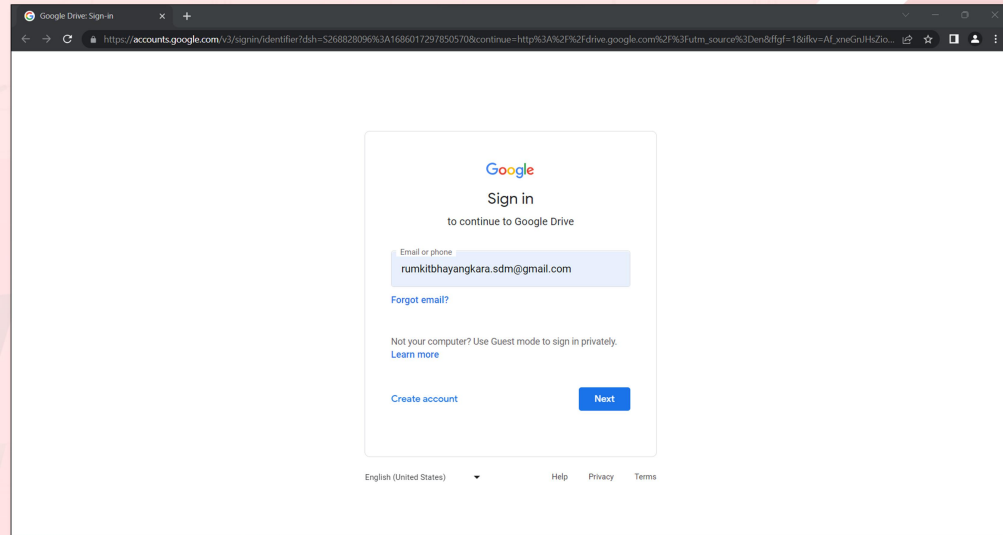 Google Drive: Sign-in
https://accounts.google.com/v3/signin/identifier?dsh=S268828096%3A1686017297850570&continue=http%3A%2F%2Fdrive.google.com%2F%3Futm_source%3Den&ffgf=1&ifkv=Af_xneGnJHsZio...
Google
Sign in
to continue to Google Drive
Email or phone
rumkitbhayangkara.sdm@gmail.com
Forgot email?
Not your computer? Use Guest mode to sign in privately.
Learn more
Create account
Next
English (United States)
Help
Privacy
Terms